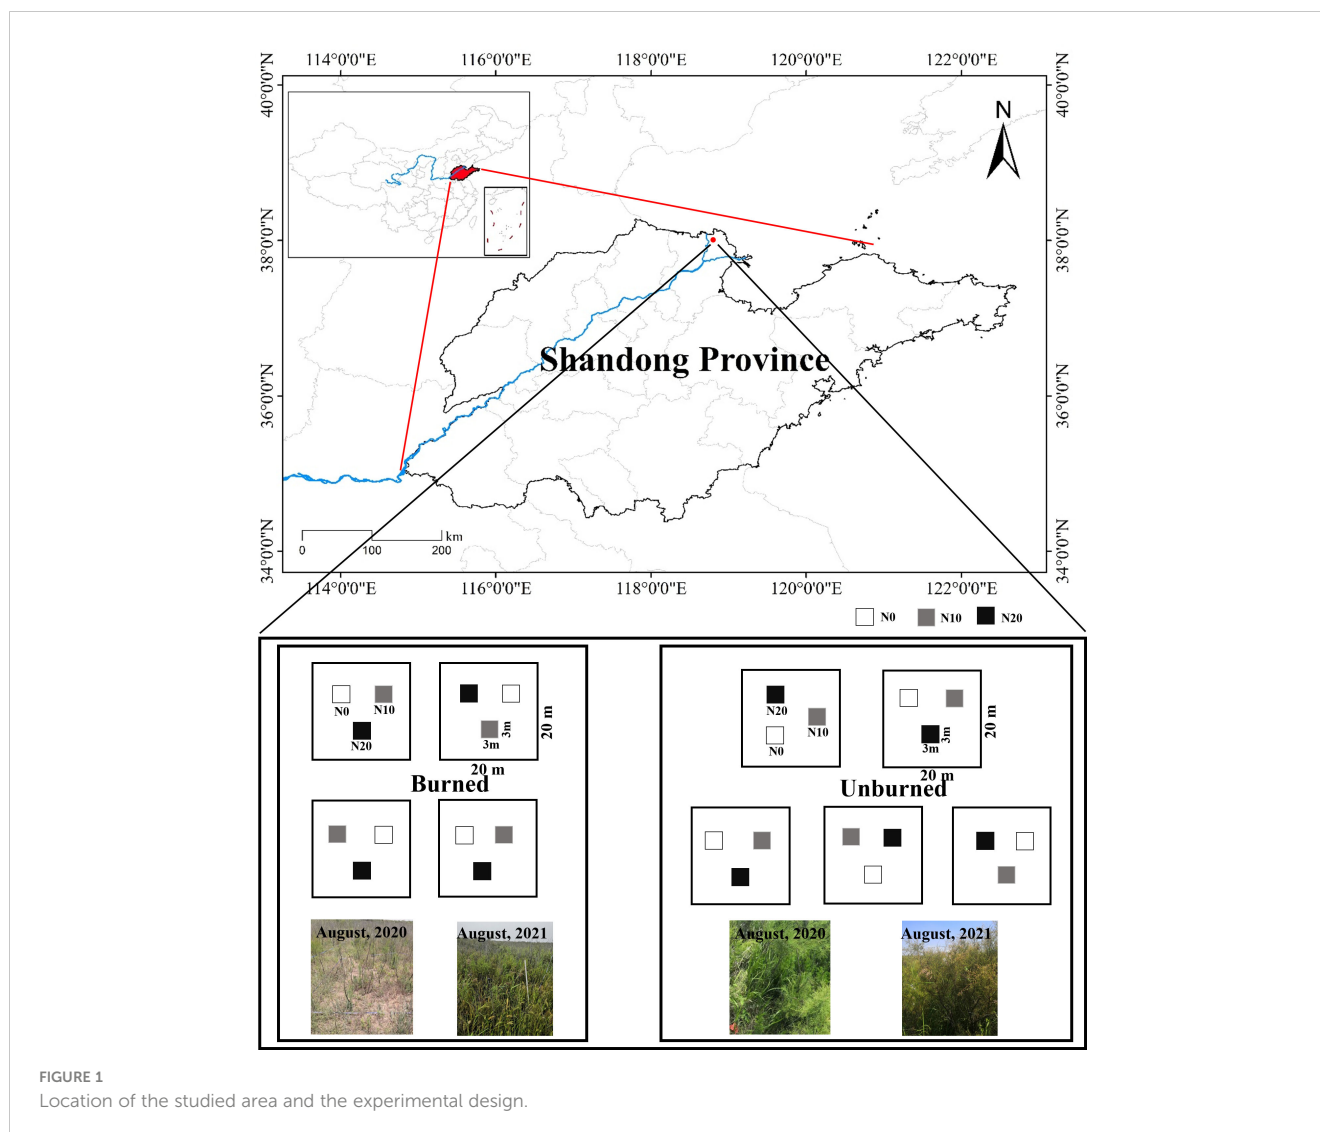 114°0'0"E 116°0'0"E 118°0'0"E 120°0'0"E 122°0'0"E
40°0'0"N
40°0'0"N
N
38°0'0"N
38°0'0"N
Shandong Province
36°0'0"N
36°0'0"N
km
0 100 200
34°0'0"N
34°0'0"N
114°0'0"E 116°0'0"E 118°0'0"E 120°0'0"E 122°0'0"E
N0 N10 N20
N0 N10
N20
3m
3m
20 m
20 m
Burned
August, 2020 August, 2021
N20
N10
N0
3m
3m
20 m
20 m
Unburned
August, 2020 August, 2021
FIGURE 1
Location of the studied area and the experimental design.